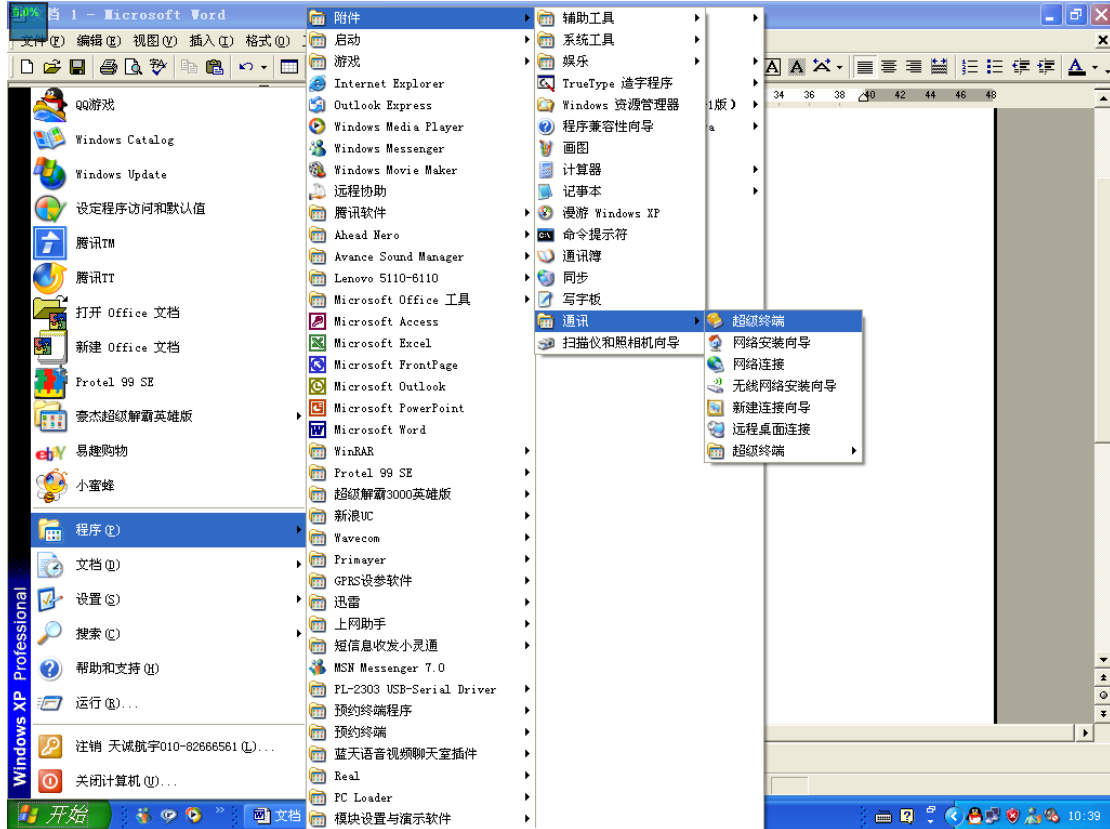 0.0%
档 1 - Microsoft Word
文件(F) 编辑(E) 视图(V) 插入(I) 格式(O)
34 36 38 40 42 44 46 48
QQ游戏
Windows Catalog
Windows Update
设定程序访问和默认值
腾讯TM
腾讯TT
打开 Office 文档
新建 Office 文档
Protel 99 SE
豪杰超级解霸英雄版
易趣购物
小蜜蜂
程序(P)
文档(D)
设置(S)
搜索(C)
帮助和支持(H)
运行(R)...
注销 天诚航宇010-82666561(L)...
关闭计算机(U)...
Windows XP Professional
附件
启动
游戏
Internet Explorer
Outlook Express
Windows Media Player
Windows Messenger
Windows Movie Maker
远程协助
腾讯软件
Ahead Nero
Avance Sound Manager
Lenovo 5110-6110
Microsoft Office 工具
Microsoft Access
Microsoft Excel
Microsoft FrontPage
Microsoft Outlook
Microsoft PowerPoint
Microsoft Word
WinRAR
Protel 99 SE
超级解霸3000英雄版
新浪UC
Wavecom
Primayer
GPRS设参软件
迅雷
上网助手
短信息收发小灵通
MSN Messenger 7.0
PL-2303 USB-Serial Driver
预约终端程序
预约终端
蓝天语音视频聊天室插件
Real
PC Loader
模块设置与演示软件
辅助工具
系统工具
娱乐
TrueType 造字程序
Windows 资源管理器
程序兼容性向导
画图
计算器
记事本
漫游 Windows XP
命令提示符
通讯簿
同步
写字板
通讯
扫描仪和照相机向导
-1版)
a
超级终端
网络安装向导
网络连接
无线网络安装向导
新建连接向导
远程桌面连接
超级终端
开始
文档
10:39